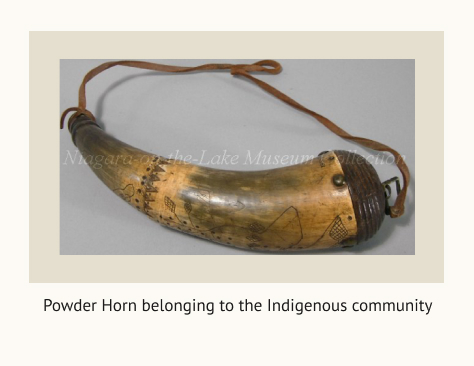 Niagara-on-the-Lake Museum Collection
Powder Horn belonging to the Indigenous community